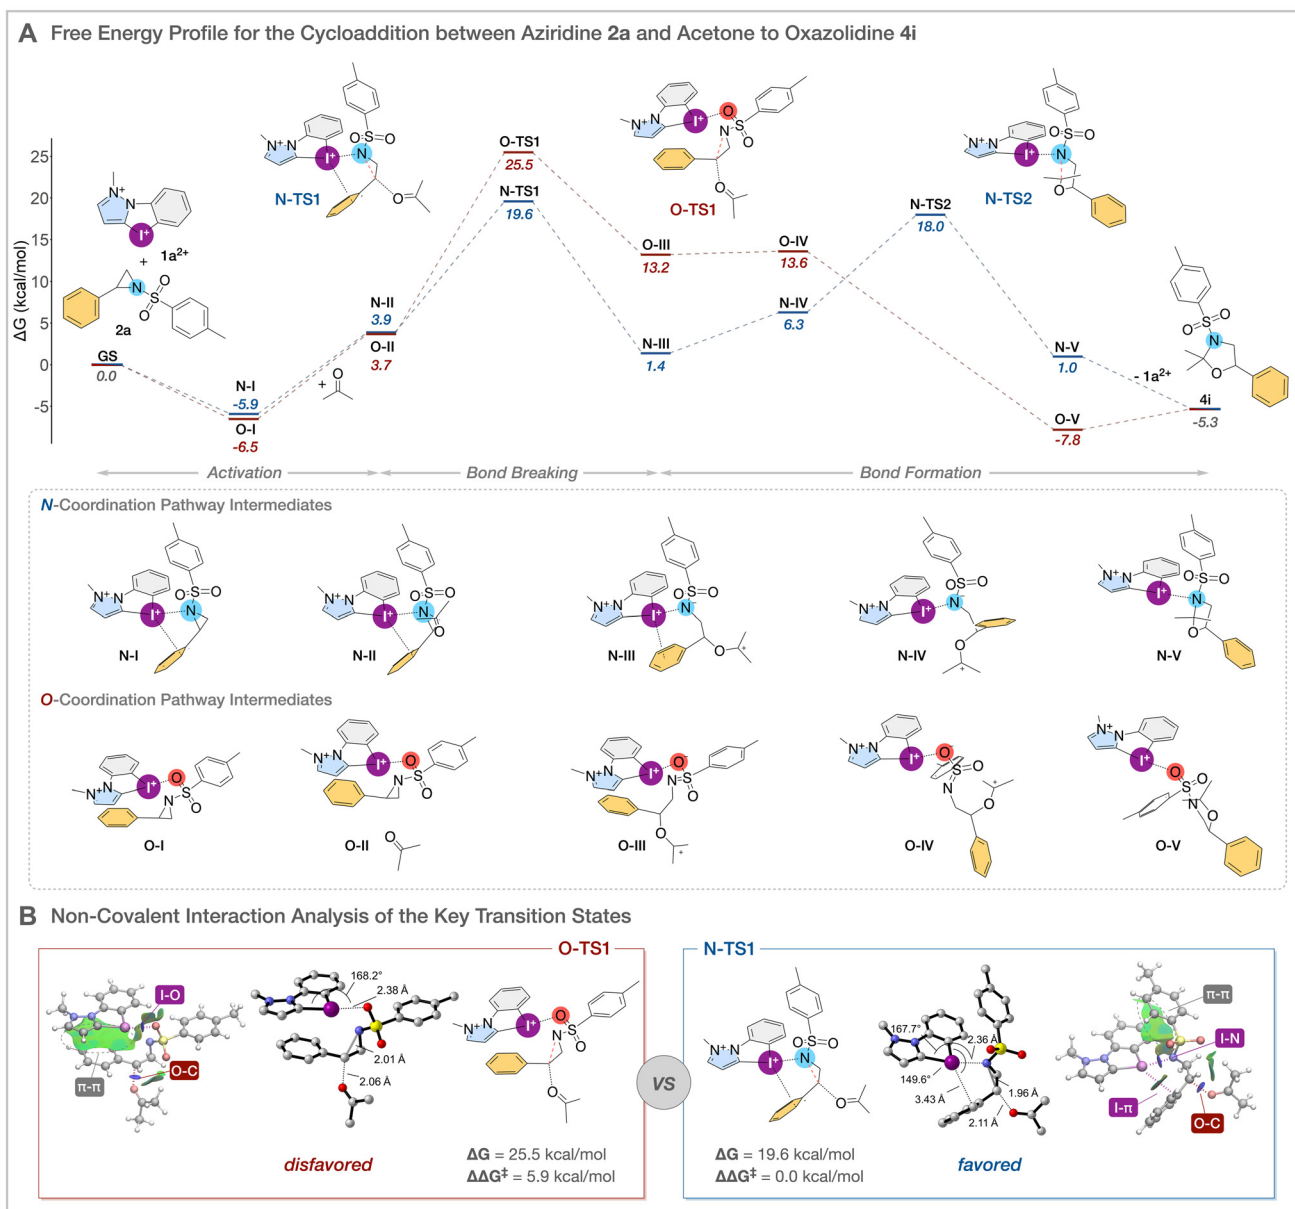 A Free Energy Profile for the Cycloaddition between Aziridine 2a and Acetone to Oxazolidine 4i
ΔG (kcal/mol)
25
20
15
10
5
0
-5
N+
N
I+
1a²⁺
+
N
S
O
O
2a
GS
0.0
N-I
-5.9
O-I
-6.5
N-II
3.9
O-II
3.7
+
O
N-TS1
O-TS1
25.5
N-TS1
19.6
O-TS1
O-III
13.2
N-III
1.4
O-IV
13.6
N-IV
6.3
N-TS2
18.0
N-TS2
N-V
1.0
O-V
-7.8
- 1a²⁺
4i
-5.3
Activation
Bond Breaking
Bond Formation
N-Coordination Pathway Intermediates
N-I
N-II
N-III
N-IV
N-V
O-Coordination Pathway Intermediates
O-I
O-II
O-III
O-IV
O-V
B Non-Covalent Interaction Analysis of the Key Transition States
O-TS1
I-O
π-π
O-C
168.2°
2.38 Å
2.01 Å
2.06 Å
disfavored
ΔG = 25.5 kcal/mol
ΔΔG‡ = 5.9 kcal/mol
VS
N-TS1
ΔG = 19.6 kcal/mol
ΔΔG‡ = 0.0 kcal/mol
167.7°
2.36 Å
149.6°
3.43 Å
1.96 Å
2.11 Å
favored
π-π
I-N
I-π
O-C